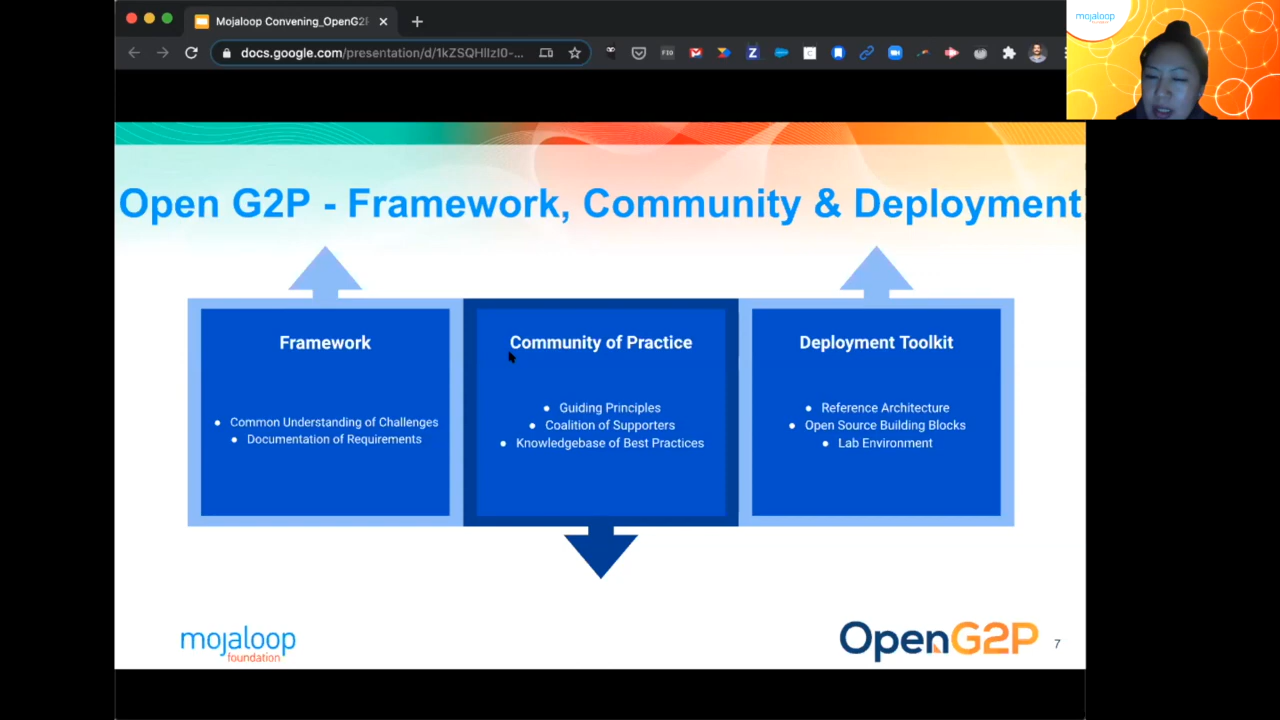 Mojaloop Convening_OpenG2P
docs.google.com/presentation/d/1kZSQHIlzI0-...
mojaloop
foundation
Open G2P - Framework, Community & Deployment
Framework
Common Understanding of Challenges
Documentation of Requirements
Community of Practice
Guiding Principles
Coalition of Supporters
Knowledgebase of Best Practices
Deployment Toolkit
Reference Architecture
Open Source Building Blocks
Lab Environment
mojaloop
foundation
OpenG2P
7